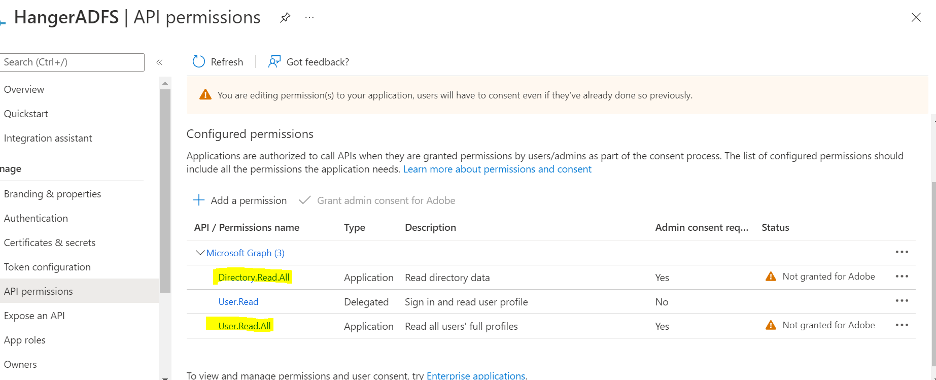 HangerADFS | API permissions
Search (Ctrl+/)
Refresh
Got feedback?
Overview
You are editing permission(s) to your application, users will have to consent even if they've already done so previously.
Quickstart
Integration assistant
Configured permissions
Applications are authorized to call APIs when they are granted permissions by users/admins as part of the consent process. The list of configured permissions should
include all the permissions the application needs. Learn more about permissions and consent
nage
Branding & properties
Add a permission
Grant admin consent for Adobe
Authentication
API / Permissions name Type Description Admin consent req... Status
Certificates & secrets
Microsoft Graph (3)
Token configuration
Directory.Read.All Application Read directory data Yes Not granted for Adobe
API permissions
User.Read Delegated Sign in and read user profile No
Expose an API
User.Read.All Application Read all users' full profiles Yes Not granted for Adobe
App roles
Owners
To view and manage permissions and user consent, try Enterprise applications.